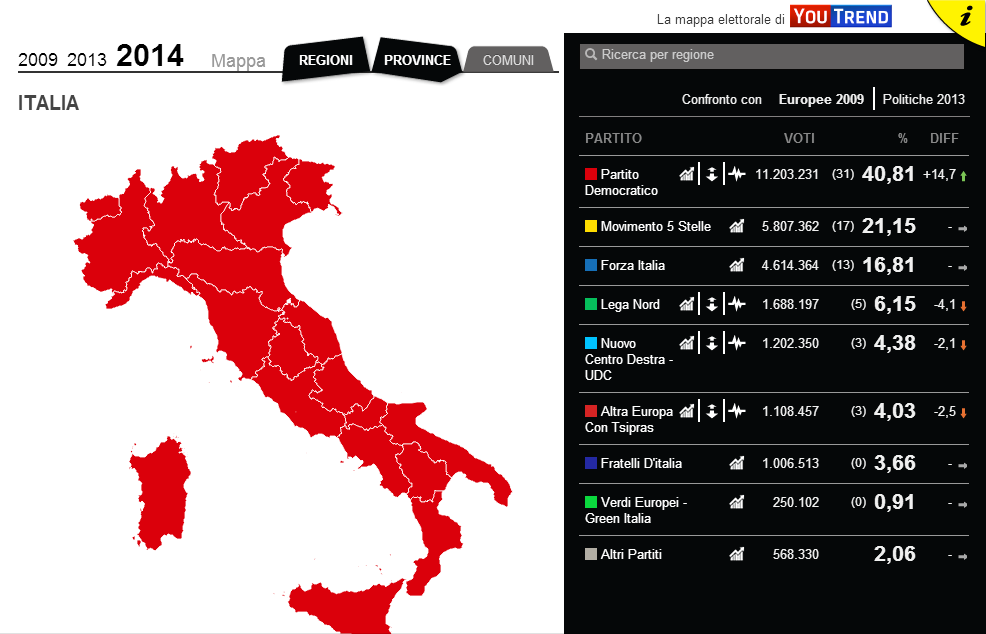 La mappa elettorale di YOUTREND
i
2009 2013 2014 Mappa REGIONI PROVINCE COMUNI
ITALIA
Ricerca per regione
Confronto con Europee 2009 Politiche 2013
PARTITO VOTI % DIFF
Partito 11.203.231 (31) 40,81 +14,7
Democratico
Movimento 5 Stelle 5.807.362 (17) 21,15 -
Forza Italia 4.614.364 (13) 16,81 -
Lega Nord 1.688.197 (5) 6,15 -4,1
Nuovo 1.202.350 (3) 4,38 -2,1
Centro Destra -
UDC
Altra Europa 1.108.457 (3) 4,03 -2,5
Con Tsipras
Fratelli D'italia 1.006.513 (0) 3,66 -
Verdi Europei - 250.102 (0) 0,91 -
Green Italia
Altri Partiti 568.330 2,06 -